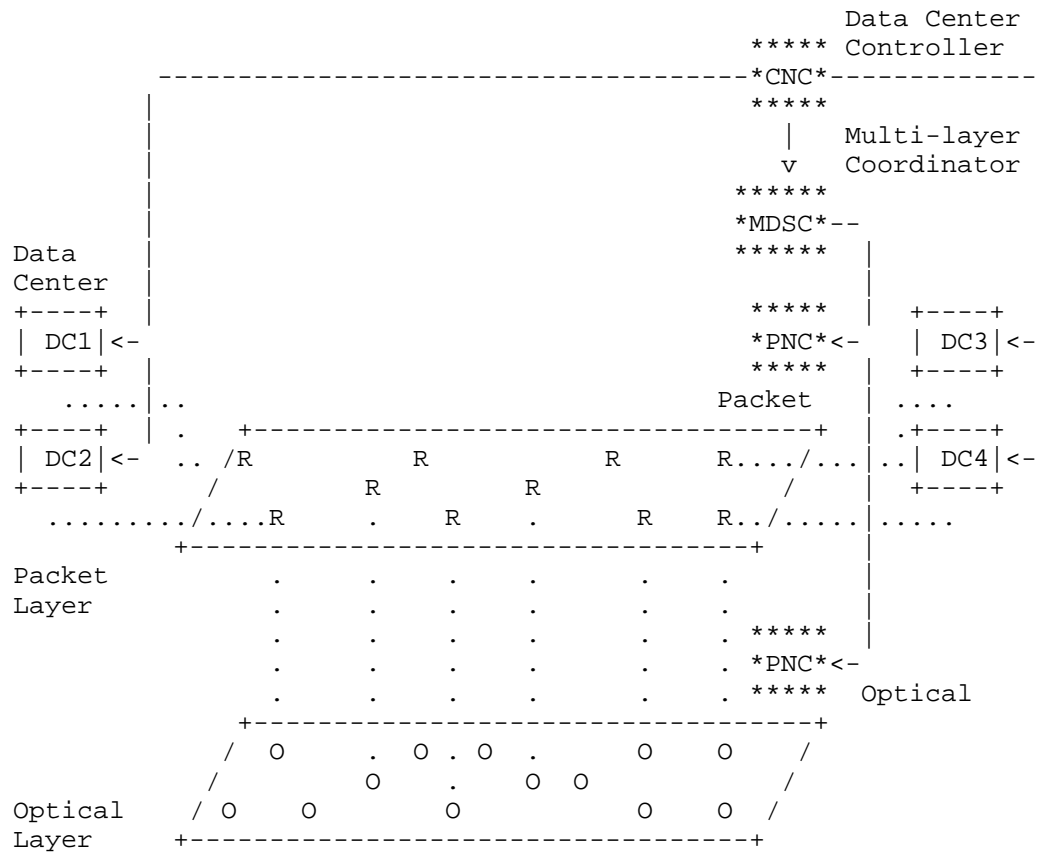 Data Center
                                              ***** Controller
         -------------------------------------*CNC*-------------
        |                                     *****
        |                                       |   Multi-layer
        |                                       v   Coordinator
        |                                    ******
        |                                    *MDSC*--
Data    |                                    ******  |
Center  |                                            |
+----+  |                                     *****  |  +----+
| DC1|<-                                      *PNC*<-   | DC3|<-
+----+  |                                     *****  |  +----+
   .....|..                                 Packet   | ....
+----+  | .   +-----------------------------------+  | .+----+
| DC2|<-  .. /R          R           R      R..../...|..| DC4|<-
+----+      /         R         R               /    |  +----+
  ........./....R     .    R    .      R    R../.....|.....
          +-----------------------------------+      |
Packet          .     .    .    .      .    .        |
Layer           .     .    .    .      .    .        |
                .     .    .    .      .    . *****  |
                .     .    .    .      .    . *PNC*<-
                .     .    .    .      .    . *****  Optical
              +-----------------------------------+
             /  O     .  O . O  .      O    O    /
            /         O    .    O  O            /
Optical    / O    O        O           O    O  /
Layer     +-----------------------------------+